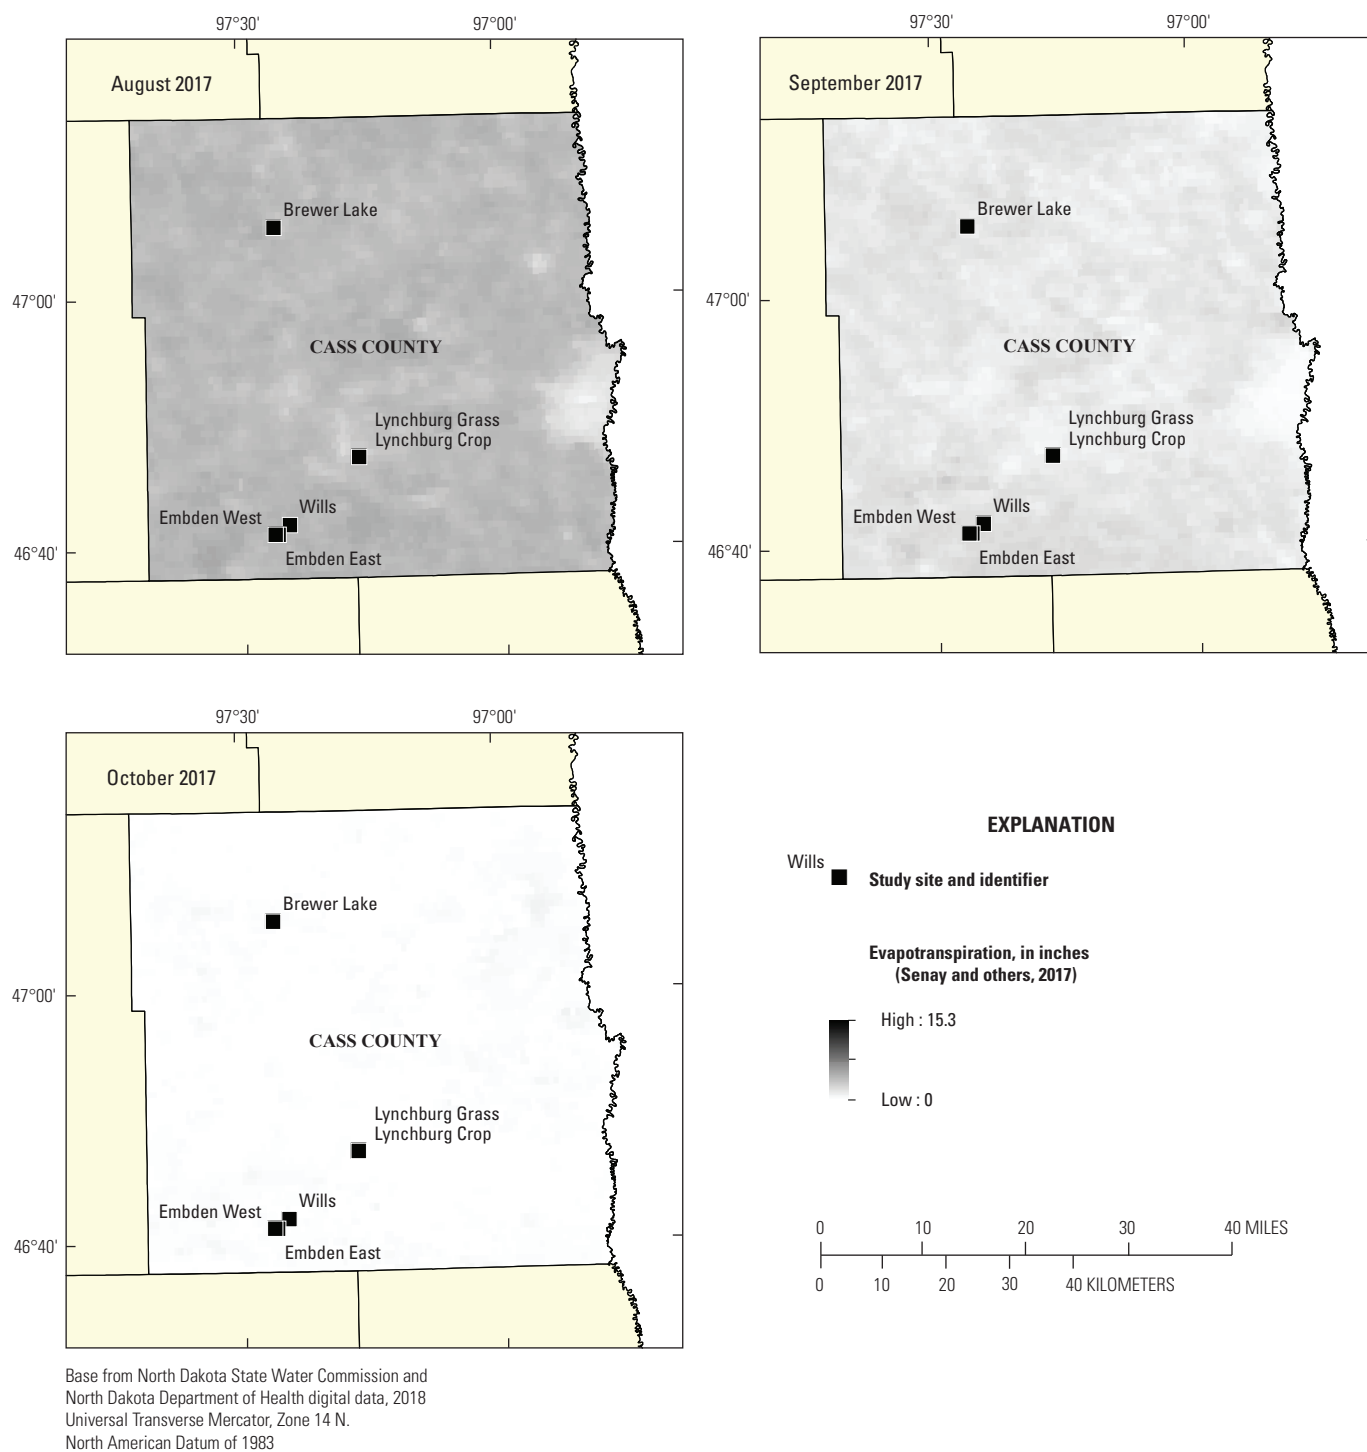 97°30'
97°00'
August 2017
Brewer Lake
47°00'
CASS COUNTY
Lynchburg Grass
Lynchburg Crop
Wills
Embden West
Embden East
46°40'
97°30'
97°00'
September 2017
Brewer Lake
47°00'
CASS COUNTY
Lynchburg Grass
Lynchburg Crop
Wills
Embden West
Embden East
46°40'
97°30'
97°00'
October 2017
Brewer Lake
47°00'
CASS COUNTY
Lynchburg Grass
Lynchburg Crop
Wills
Embden West
Embden East
46°40'
EXPLANATION
Wills
Study site and identifier
Evapotranspiration, in inches
(Senay and others, 2017)
High : 15.3
Low : 0
0 10 20 30 40 MILES
0 10 20 30 40 KILOMETERS
Base from North Dakota State Water Commission and
North Dakota Department of Health digital data, 2018
Universal Transverse Mercator, Zone 14 N.
North American Datum of 1983